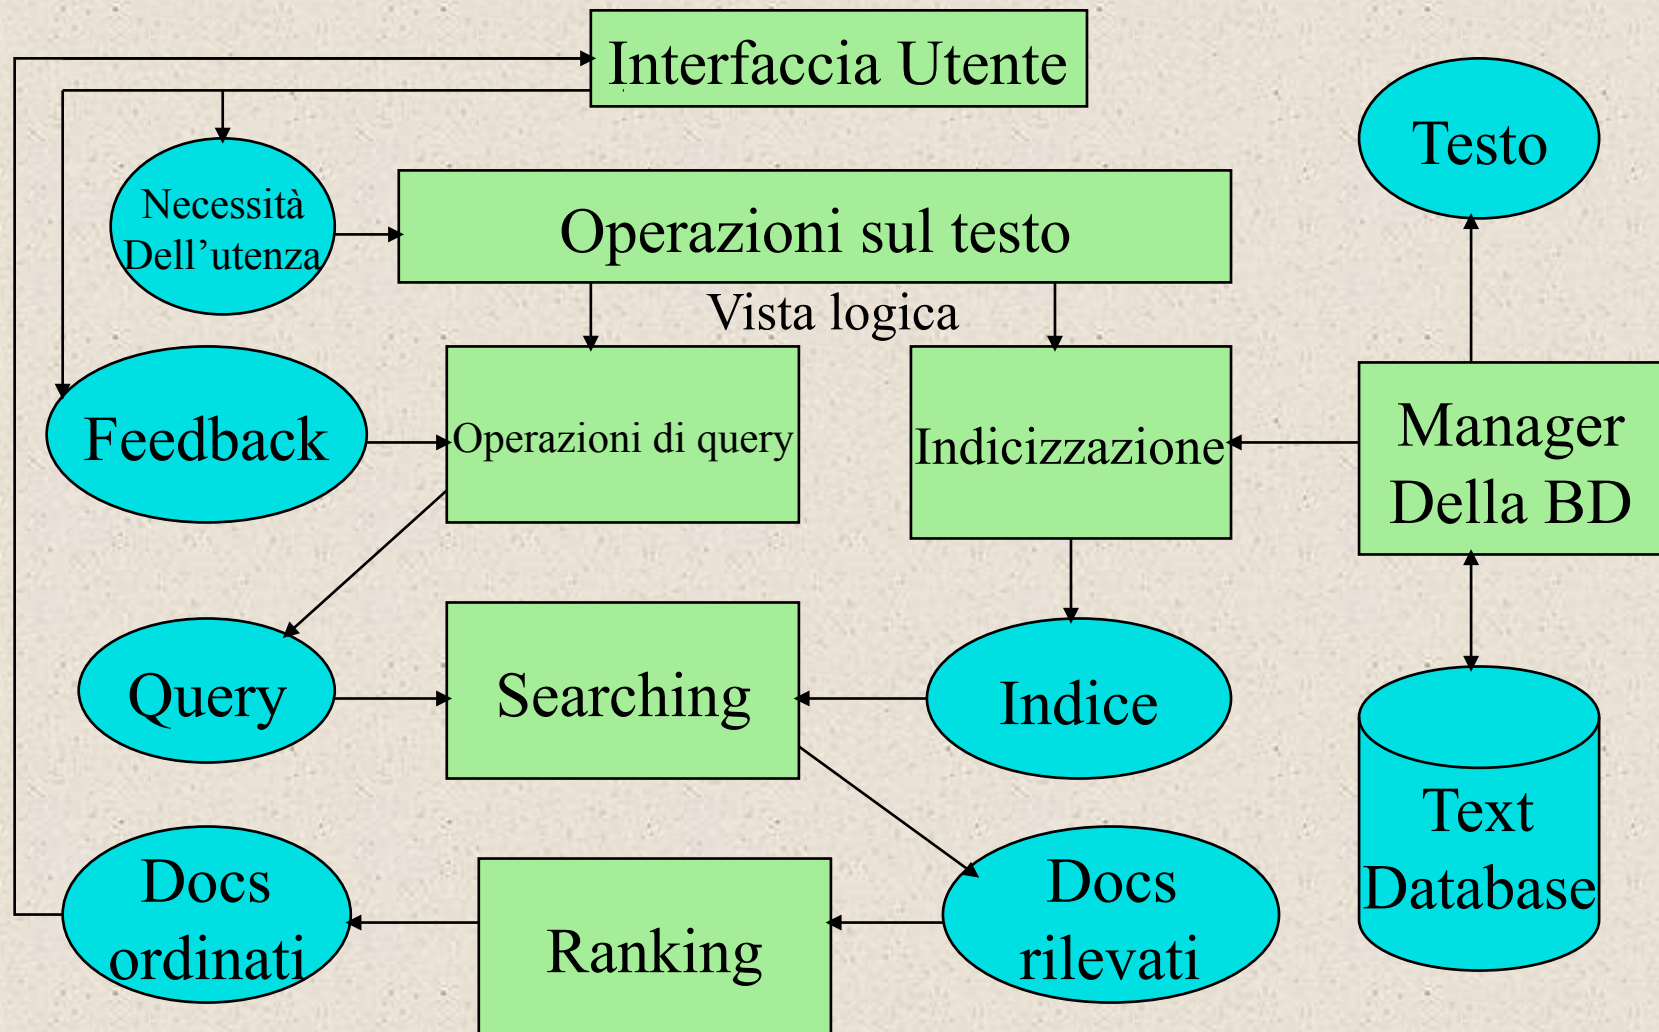 Interfaccia Utente
Testo
Necessità
Dell'utenza
Operazioni sul testo
Vista logica
Feedback
Operazioni di query
Indicizzazione
Manager
Della BD
Query
Searching
Indice
Text
Database
Docs
ordinati
Ranking
Docs
rilevati